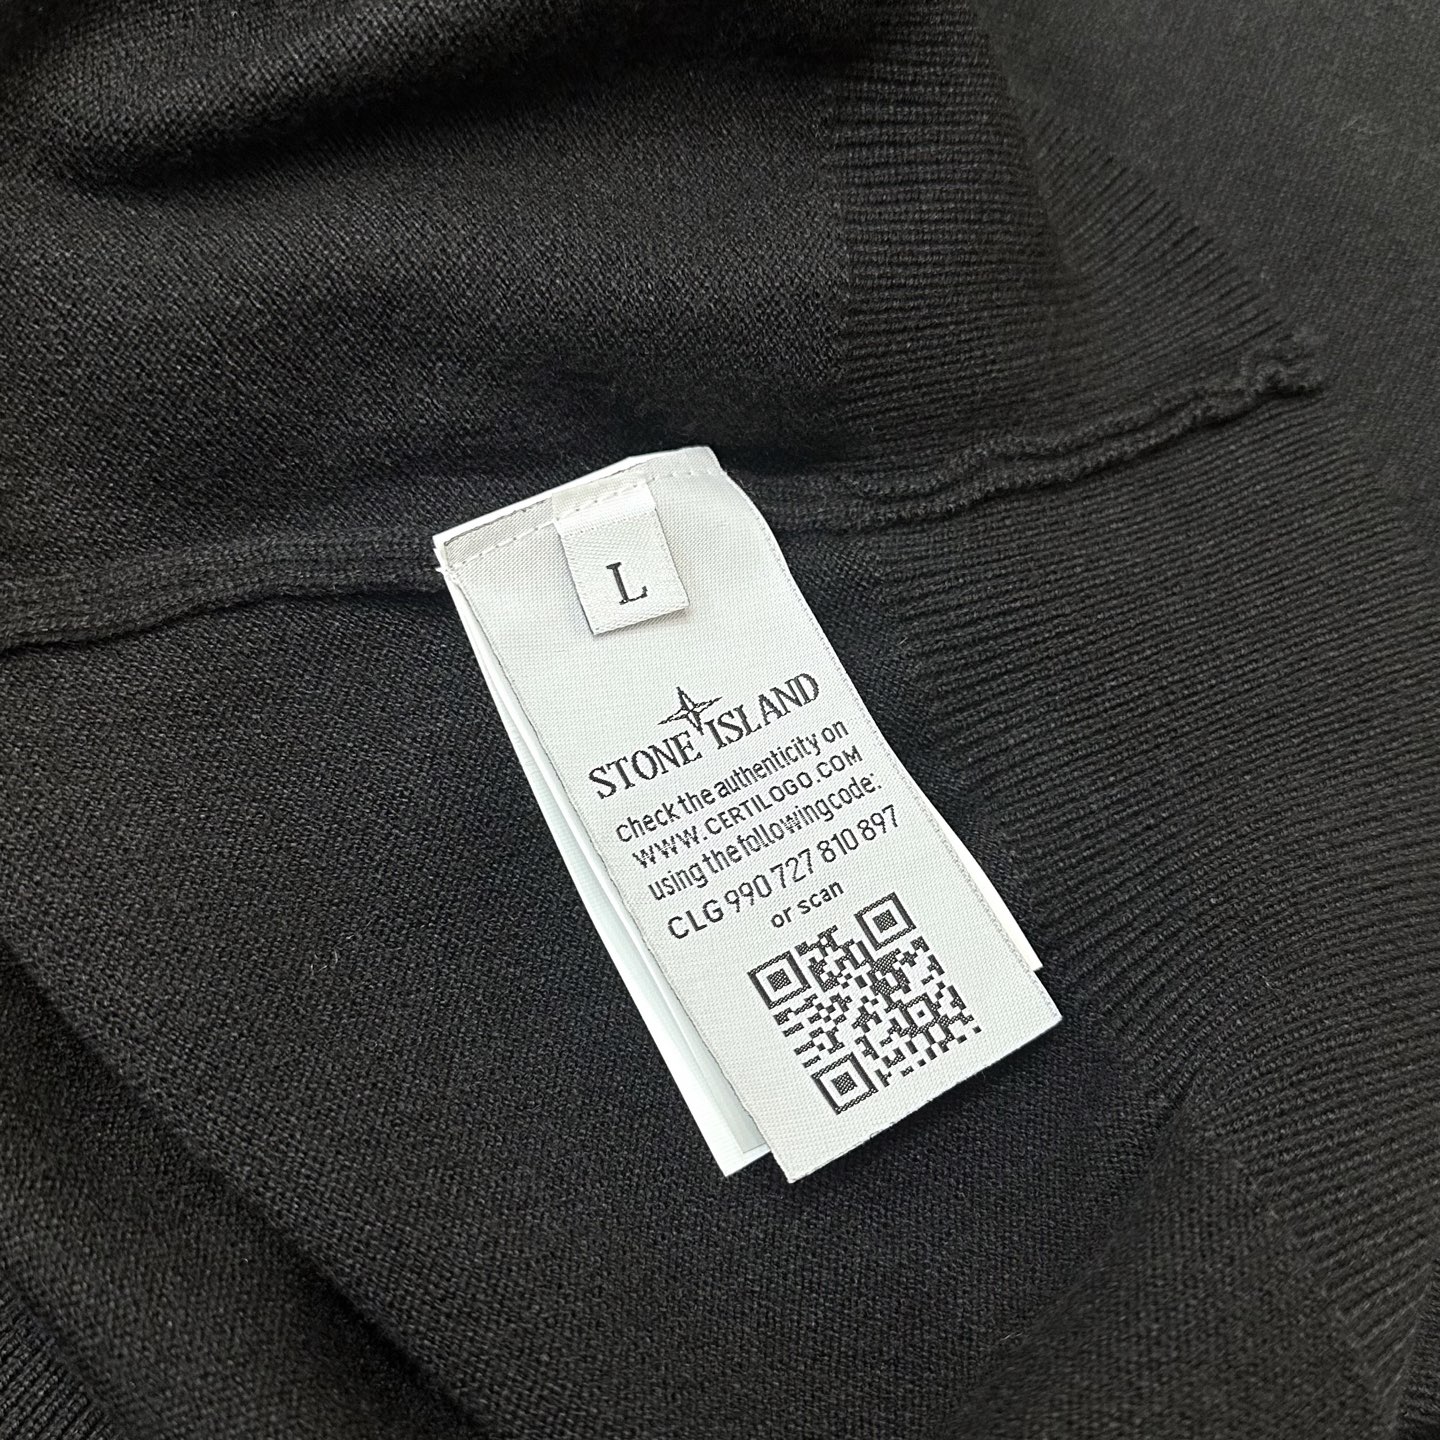 L
STONE ISLAND
check the authenticity on
WWW.CERTILOGO.COM
using the following code:
CLG 990 727 810 897
or scan